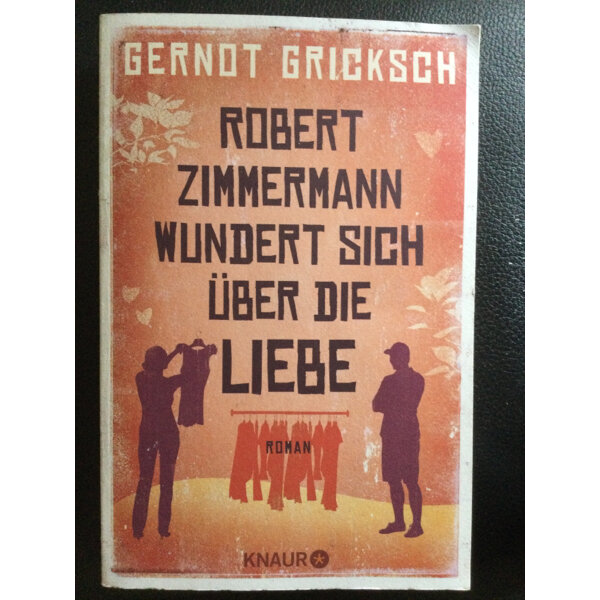 GERNOT GRICKSCH
ROBERT
ZIMMERMANN
WUNDERT SICH
ÜBER DIE
LIEBE
ROMAN
KNAUR